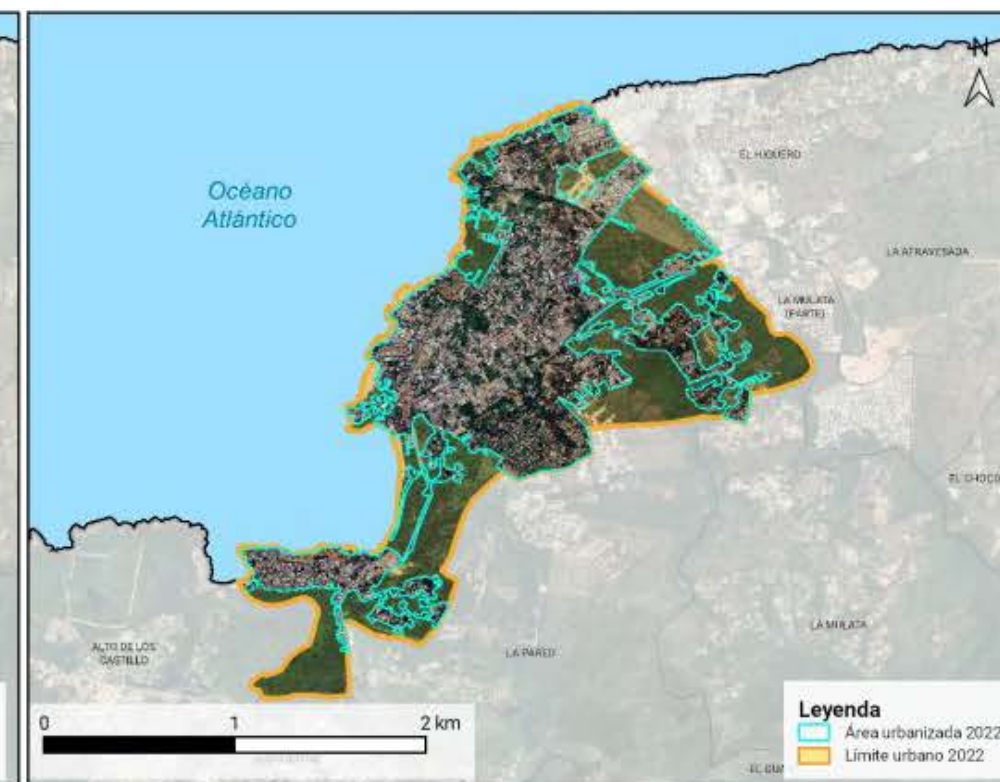 N
EL HIGUERO
Océano
Atlántico
LA ATRAVESADA
LA MULATA
(PARTE)
EL CHOCO
LA MULATA
ALTO DE LOS
CASTILLO
LA PARED
0 1 2 km
Leyenda
Área urbanizada 2022
Límite urbano 2022